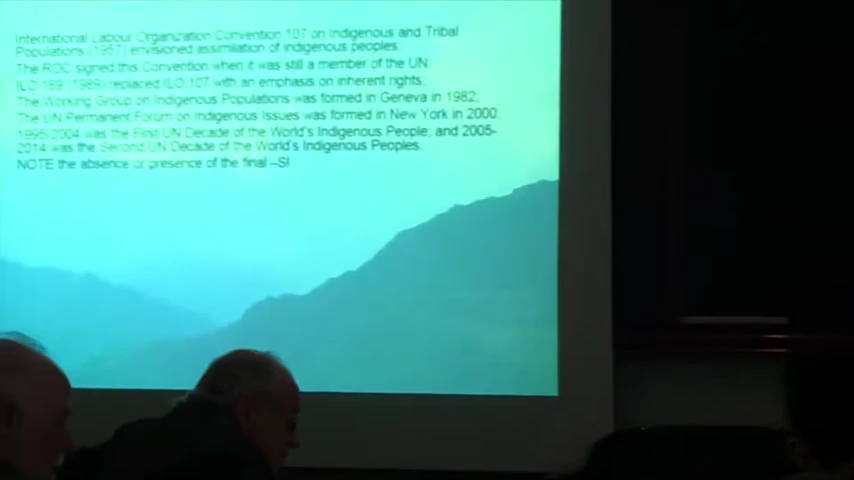 International Labour Organization Convention 107 on Indigenous and Tribal
Populations (1957) envisioned assimilation of indigenous peoples;
The ROC signed this Convention when it was still a member of the UN;
ILO 169 (1989) replaced ILO 107 with an emphasis on inherent rights;
The Working Group on Indigenous Populations was formed in Geneva in 1982;
The UN Permanent Forum on Indigenous Issues was formed in New York in 2000;
1995-2004 was the First UN Decade of the World's Indigenous People; and 2005-
2014 was the Second UN Decade of the World's Indigenous Peoples.
NOTE the absence or presence of the final –S!